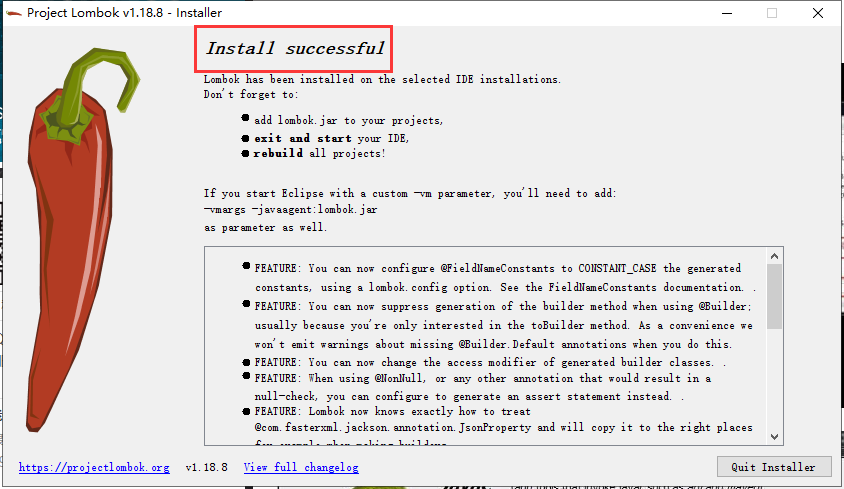 Project Lombok v1.18.8 - Installer
Install successful
Lombok has been installed on the selected IDE installations.
Don't forget to:
add lombok.jar to your projects,
exit and start your IDE,
rebuild all projects!
If you start Eclipse with a custom -vm parameter, you'll need to add:
-vmargs -javaagent:lombok.jar
as parameter as well.
FEATURE: You can now configure @FieldNameConstants to CONSTANT_CASE the generated
constants, using a lombok.config option. See the FieldNameConstants documentation. .
FEATURE: You can now suppress generation of the builder method when using @Builder;
usually because you're only interested in the toBuilder method. As a convenience we
won't emit warnings about missing @Builder.Default annotations when you do this.
FEATURE: You can now change the access modifier of generated builder classes. .
FEATURE: When using @NonNull, or any other annotation that would result in a
null-check, you can configure to generate an assert statement instead. .
FEATURE: Lombok now knows exactly how to treat
@com.fasterxml.jackson.annotation.JsonProperty and will copy it to the right places
for example when making builders.
https://projectlombok.org v1.18.8 View full changelog
Quit Installer